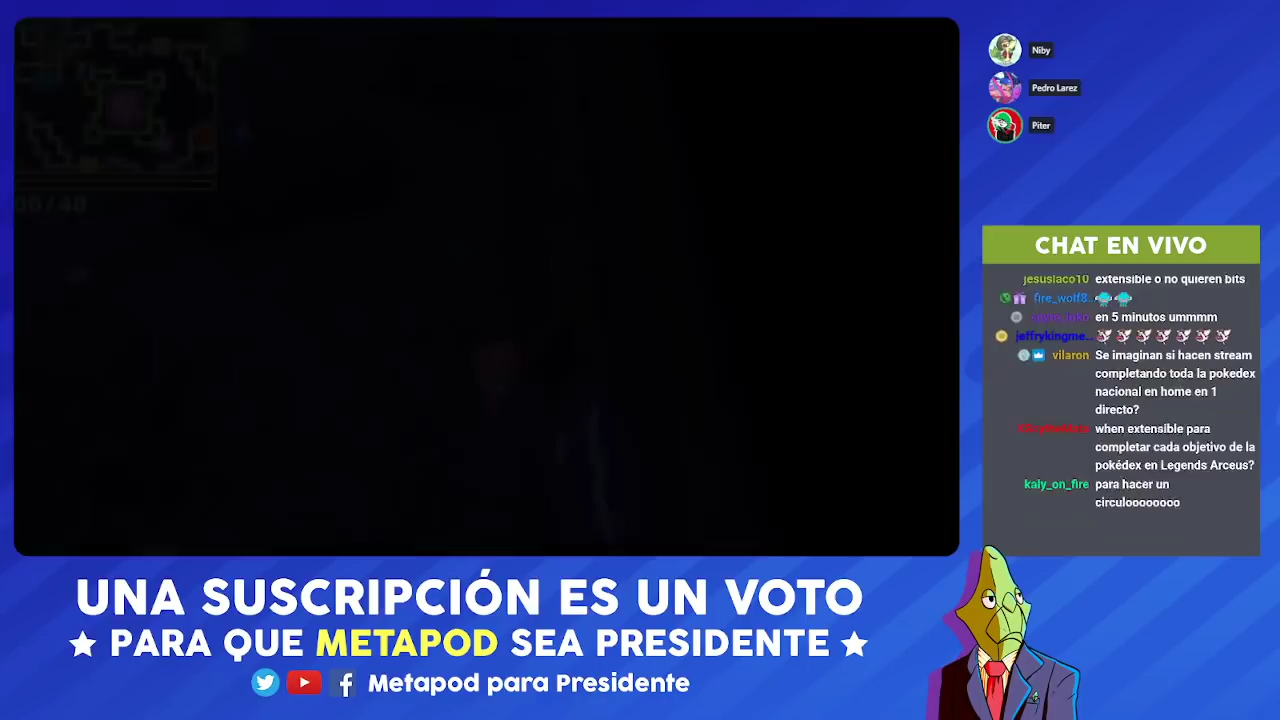 Niby
Pedro Larez
Piter
CHAT EN VIVO
jesuslaco10 extensible o no quieren bits
fire_wolf8..
en 5 minutos ummmm
jeffrykingme...
vilaron Se imaginan si hacen stream
completando toda la pokedex
nacional en home en 1
directo?
when extensible para
completar cada objetivo de la
pokédex en Legends Arceus?
kaly_on_fire para hacer un
circulooooooco
UNA SUSCRIPCIÓN ES UN VOTO
PARA QUE METAPOD SEA PRESIDENTE
Metapod para Presidente